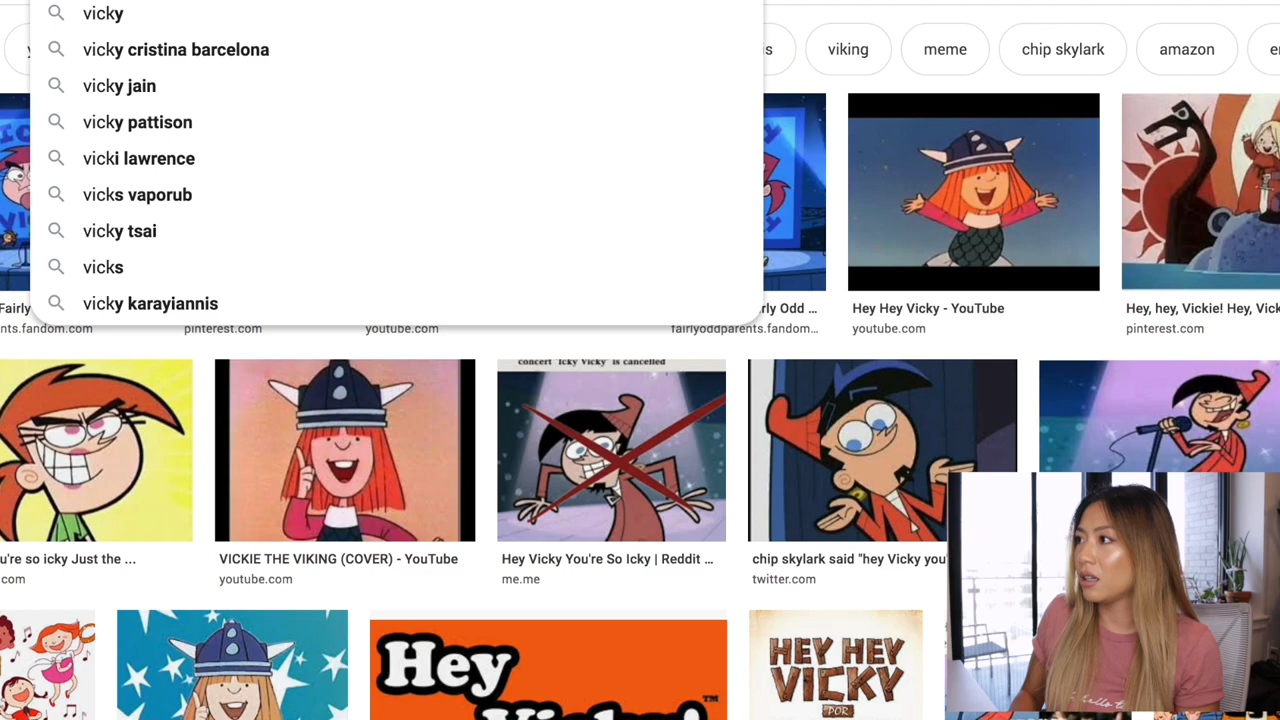 vicky
vicky cristina barcelona
vicky jain
vicky pattison
vicki lawrence
vicks vaporub
vicky tsai
vicks
vicky karayiannis
viking
meme
chip skylark
amazon
Fairly
nts.fandom.com
pinterest.com
youtube.com
rly Odd ...
fairlyoddparents.fandom...
Hey Hey Vicky - YouTube
youtube.com
Hey, hey, Vickie! Hey, Vick
pinterest.com
concert "Icky Vicky" is cancelled
u're so icky Just the ...
.com
VICKIE THE VIKING (COVER) - YouTube
youtube.com
Hey Vicky You're So Icky | Reddit ...
me.me
chip skylark said "hey Vicky you
twitter.com
Hey
TM
HEY HEY
VICKY
POR